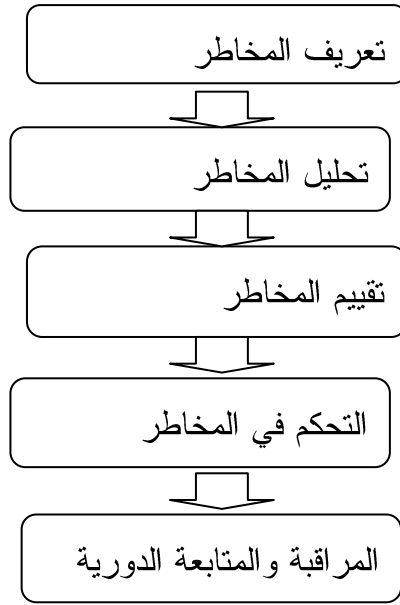 تعريف المخاطر
تحليل المخاطر
تقييم المخاطر
التحكم في المخاطر
المراقبة والمتابعة الدورية